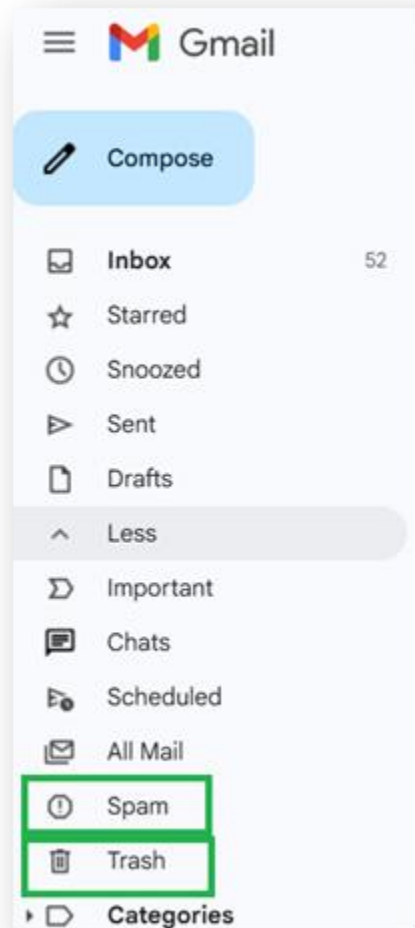 Gmail
Compose
Inbox 52
Starred
Snoozed
Sent
Drafts
Less
Important
Chats
Scheduled
All Mail
Spam
Trash
Categories